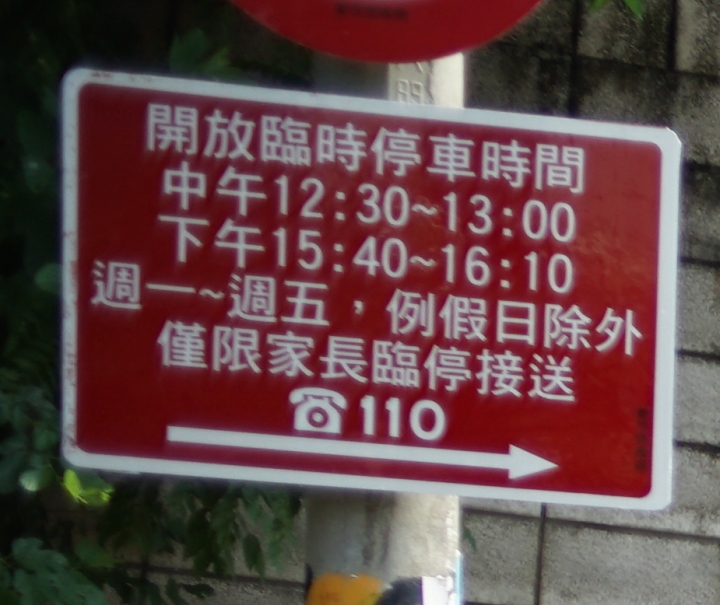 開放臨時停車時間
中午12:30~13:00
下午15:40~16:10
週一~週五，例假日除外
僅限家長臨停接送
☎110